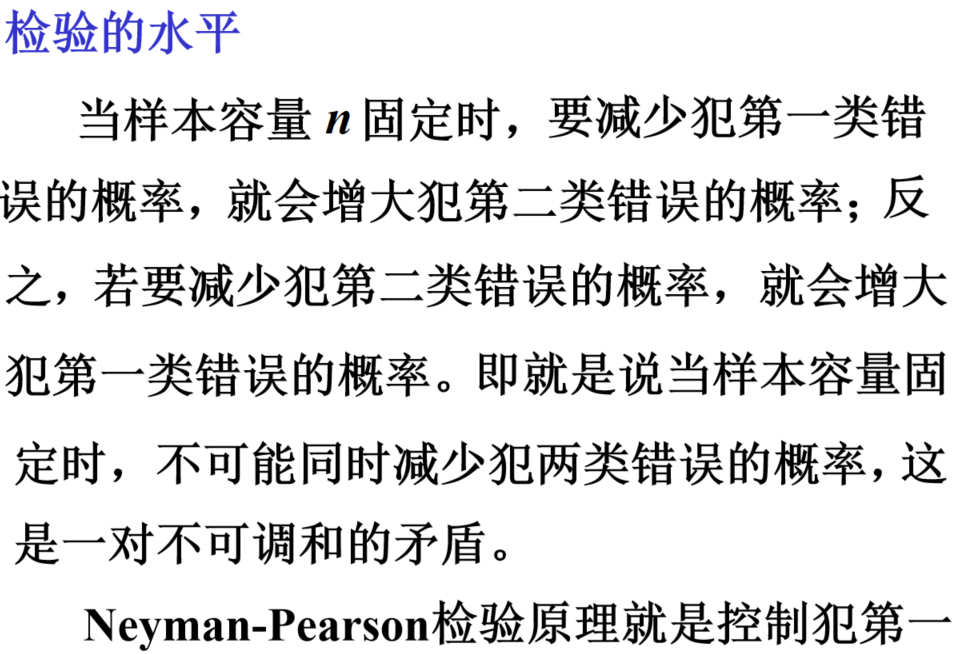 检验的水平
当样本容量 n 固定时，要减少犯第一类错
误的概率，就会增大犯第二类错误的概率；反
之，若要减少犯第二类错误的概率，就会增大
犯第一类错误的概率。即就是说当样本容量固
定时，不可能同时减少犯两类错误的概率，这
是一对不可调和的矛盾。
Neyman-Pearson检验原理就是控制犯第一